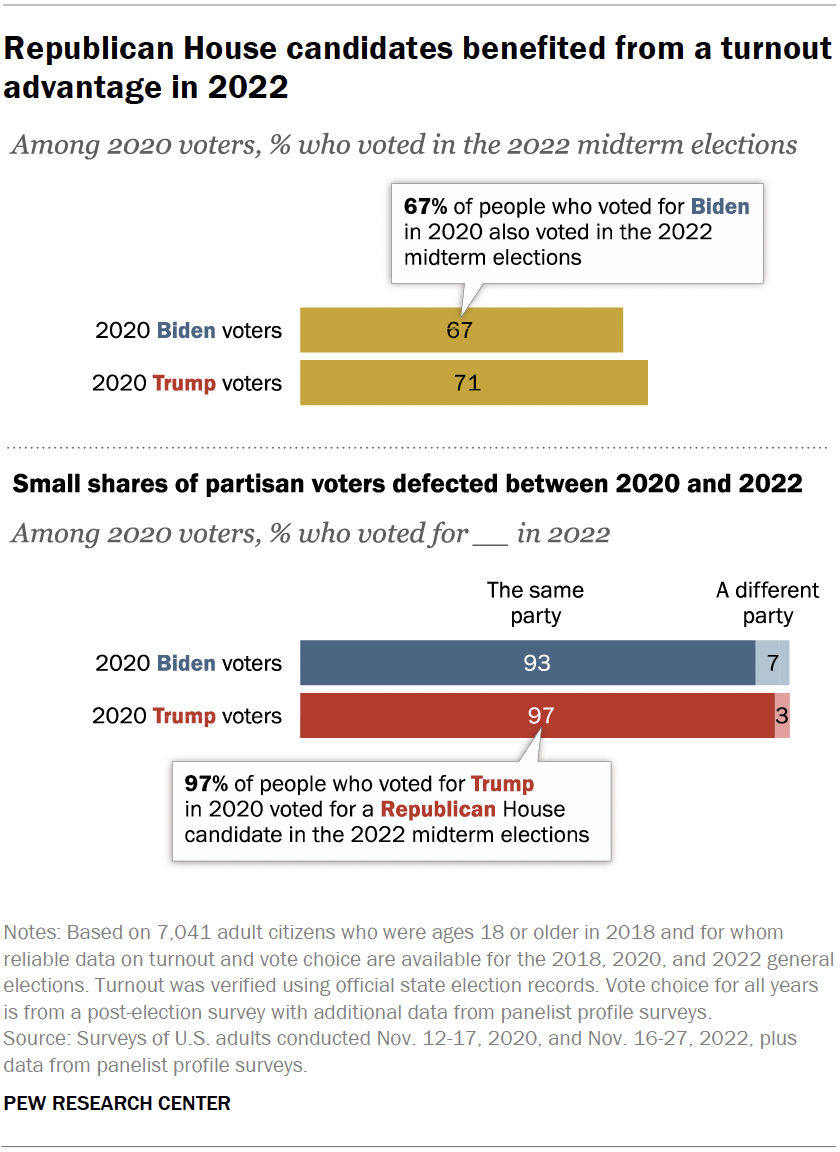 Republican House candidates benefited from a turnout
advantage in 2022
Among 2020 voters, % who voted in the 2022 midterm elections
67% of people who voted for Biden
in 2020 also voted in the 2022
midterm elections
2020 Biden voters 67
2020 Trump voters 71
Small shares of partisan voters defected between 2020 and 2022
Among 2020 voters, % who voted for __ in 2022
The same
party
A different
party
2020 Biden voters 93 7
2020 Trump voters 97 3
97% of people who voted for Trump
in 2020 voted for a Republican House
candidate in the 2022 midterm elections
Notes: Based on 7,041 adult citizens who were ages 18 or older in 2018 and for whom
reliable data on turnout and vote choice are available for the 2018, 2020, and 2022 general
elections. Turnout was verified using official state election records. Vote choice for all years
is from a post-election survey with additional data from panelist profile surveys.
Source: Surveys of U.S. adults conducted Nov. 12-17, 2020, and Nov. 16-27, 2022, plus
data from panelist profile surveys.
PEW RESEARCH CENTER